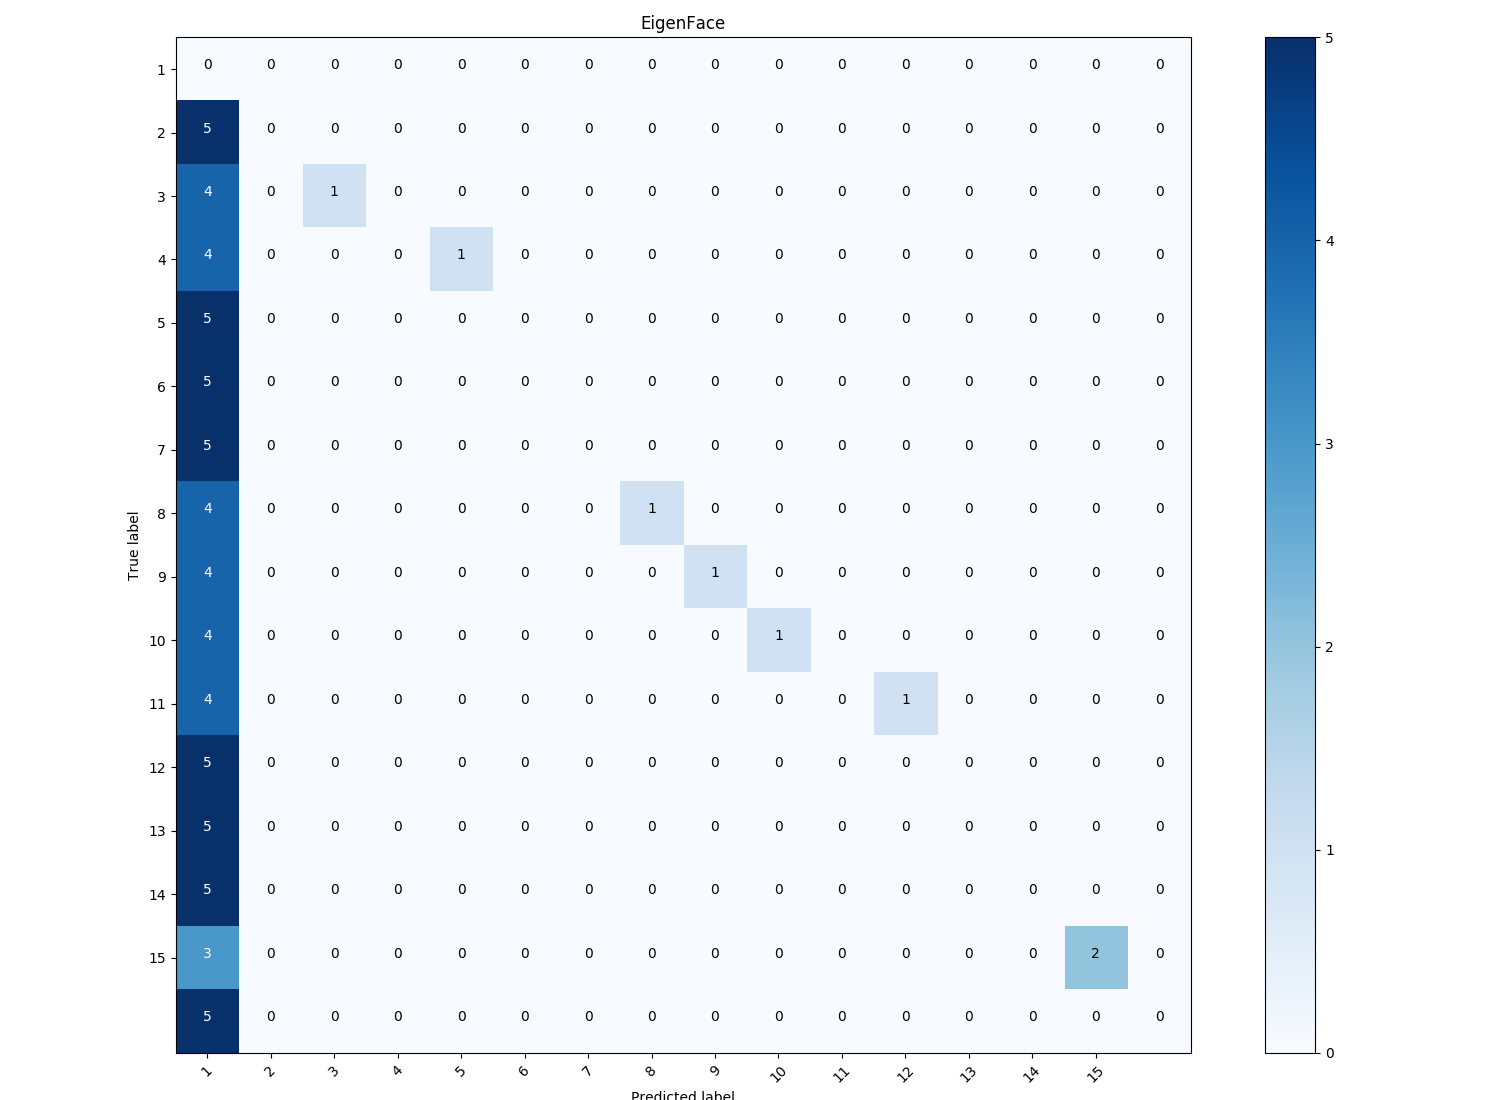 EigenFace
1 0 0 0 0 0 0 0 0 0 0 0 0 0 0 0 0
2 5 0 0 0 0 0 0 0 0 0 0 0 0 0 0 0
3 4 0 1 0 0 0 0 0 0 0 0 0 0 0 0 0
4 4 0 0 0 1 0 0 0 0 0 0 0 0 0 0 0
5 5 0 0 0 0 0 0 0 0 0 0 0 0 0 0 0
6 5 0 0 0 0 0 0 0 0 0 0 0 0 0 0 0
7 5 0 0 0 0 0 0 0 0 0 0 0 0 0 0 0
8 4 0 0 0 0 0 0 1 0 0 0 0 0 0 0 0
9 4 0 0 0 0 0 0 0 1 0 0 0 0 0 0 0
10 4 0 0 0 0 0 0 0 0 1 0 0 0 0 0 0
11 4 0 0 0 0 0 0 0 0 0 0 1 0 0 0 0
12 5 0 0 0 0 0 0 0 0 0 0 0 0 0 0 0
13 5 0 0 0 0 0 0 0 0 0 0 0 0 0 0 0
14 5 0 0 0 0 0 0 0 0 0 0 0 0 0 0 0
15 3 0 0 0 0 0 0 0 0 0 0 0 0 0 2 0
5 0 0 0 0 0 0 0 0 0 0 0 0 0 0 0
1 2 3 4 5 6 7 8 9 10 11 12 13 14 15
True label
Predicted label
5
4
3
2
1
0